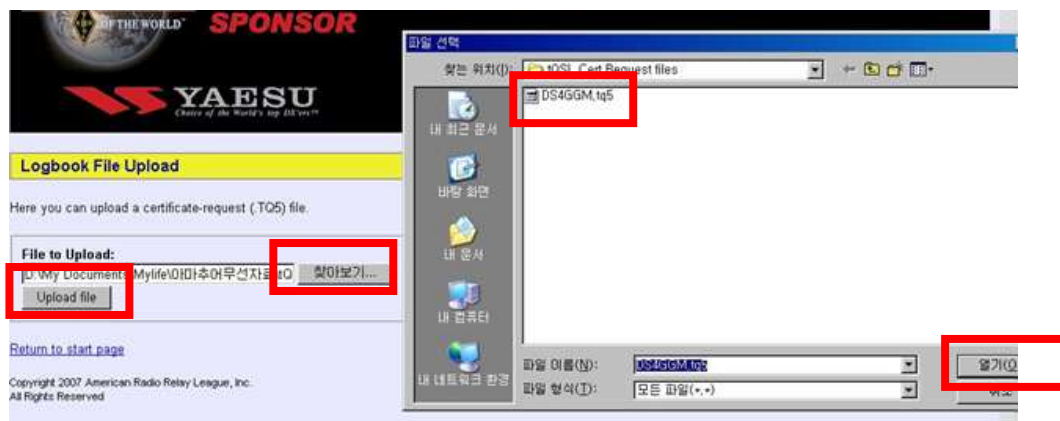 OF THE WORLD
SPONSOR
YAESU
Choice of the World's top DX'ers™
Logbook File Upload
Here you can upload a certificate-request (.TQ5) file.
File to Upload:
D:\My Documents\Mylife\아마추어무선자료\tQ
찾아보기...
Upload file
Return to start page
Copyright 2007 American Radio Relay League, Inc.
All Rights Reserved
파일 선택
찾는 위치(I):
tQSL Cert Request files
DS4GGM.tq5
내 최근 문서
바탕 화면
내 문서
내 컴퓨터
내 네트워크 환경
파일 이름(N):
DS4GGM.tq5
열기(O
파일 형식(T):
모든 파일(*.*)
취소